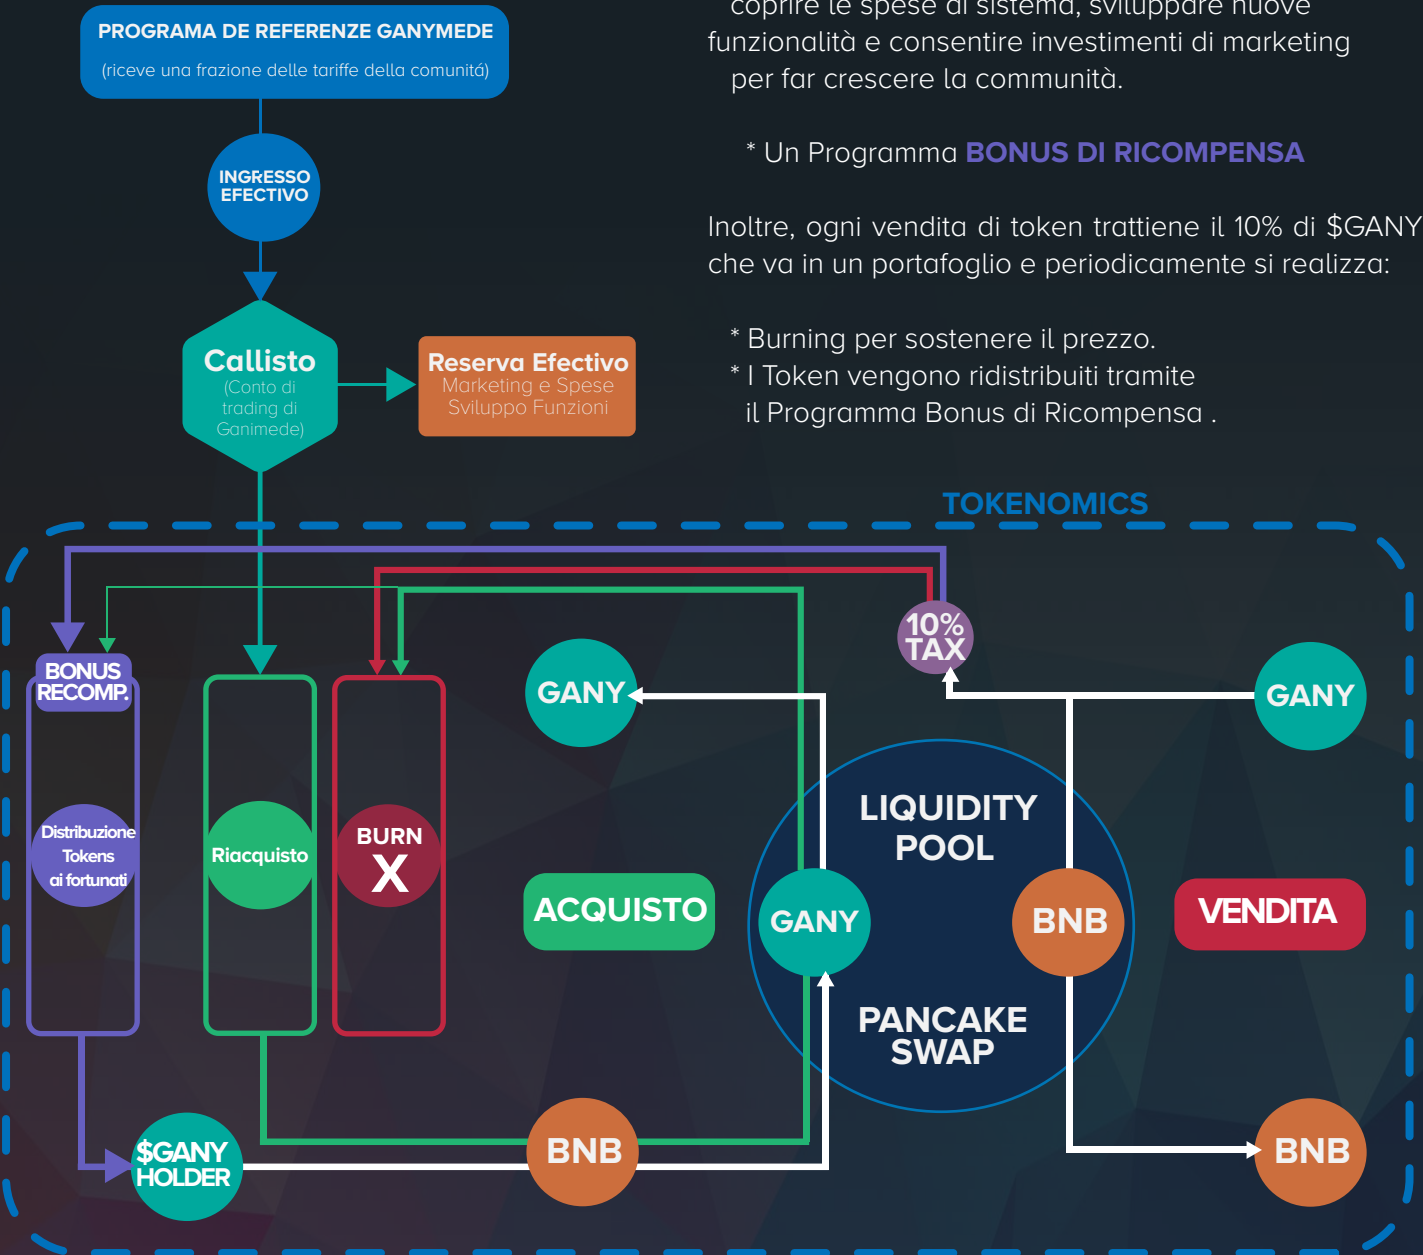 PROGRAMA DE REFERENZE GANYMEDE
(riceve una frazione delle tariffe della comunitá)
INGRESSO
EFECTIVO
Callisto
(Conto di
trading di
Ganimede)
Reserva Efectivo
Marketing e Spese
Sviluppo Funzioni
coprire le spese di sistema, sviluppare nuove
funzionalità e consentire investimenti di marketing
per far crescere la communità.
* Un Programma BONUS DI RICOMPENSA
Inoltre, ogni vendita di token trattiene il 10% di $GANY
che va in un portafoglio e periodicamente si realizza:
* Burning per sostenere il prezzo.
* I Token vengono ridistribuiti tramite
il Programma Bonus di Ricompensa .
TOKENOMICS
10%
TAX
BONUS
RECOMP.
GANY
GANY
Distribuzione
Tokens
ai fortunati
Riacquisto
BURN
X
ACQUISTO
LIQUIDITY
POOL
GANY
BNB
VENDITA
PANCAKE
SWAP
$GANY
HOLDER
BNB
BNB